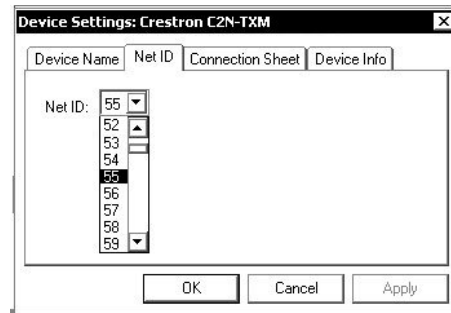 Device Settings: Crestron C2N-TXM
Device Name Net ID Connection Sheet Device Info
Net ID: 55
52
53
54
55
56
57
58
59
OK Cancel Apply